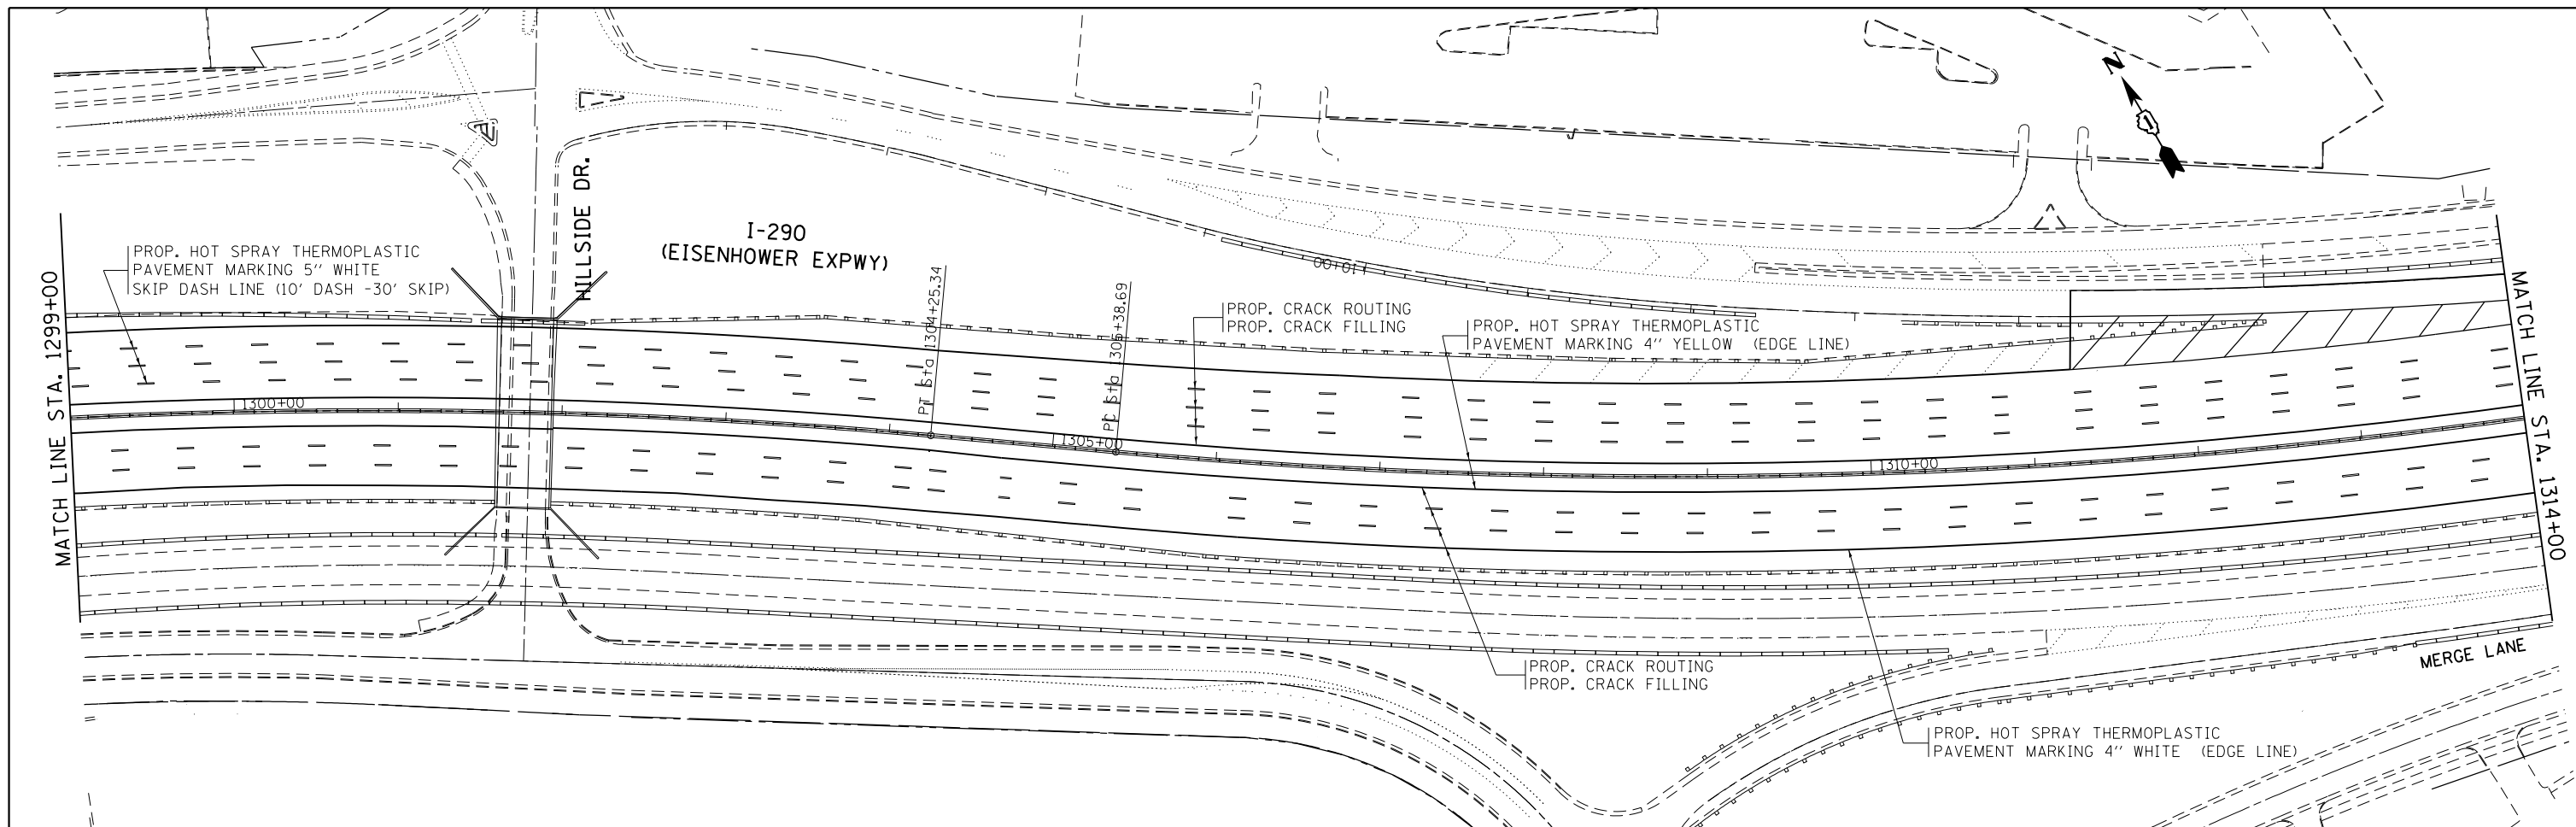 N
HILLSIDE DR.
I-290
(EISENHOWER EXPWY)
PROP. HOT SPRAY THERMOPLASTIC
PAVEMENT MARKING 5" WHITE
SKIP DASH LINE (10' DASH -30' SKIP)
MATCH LINE STA. 1299+00
PT Sta 1304+25.34
PC Sta 1305+38.69
PROP. CRACK ROUTING
PROP. CRACK FILLING
PROP. HOT SPRAY THERMOPLASTIC
PAVEMENT MARKING 4" YELLOW (EDGE LINE)
MATCH LINE STA. 1314+00
1300+00
1305+00
1310+00
PROP. CRACK ROUTING
PROP. CRACK FILLING
MERGE LANE
PROP. HOT SPRAY THERMOPLASTIC
PAVEMENT MARKING 4" WHITE (EDGE LINE)